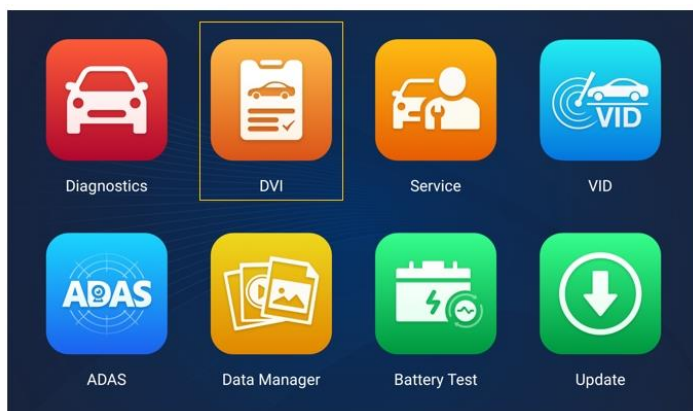 Diagnostics
DVI
Service
VID
VID
ADAS
ADAS
Data Manager
Battery Test
Update